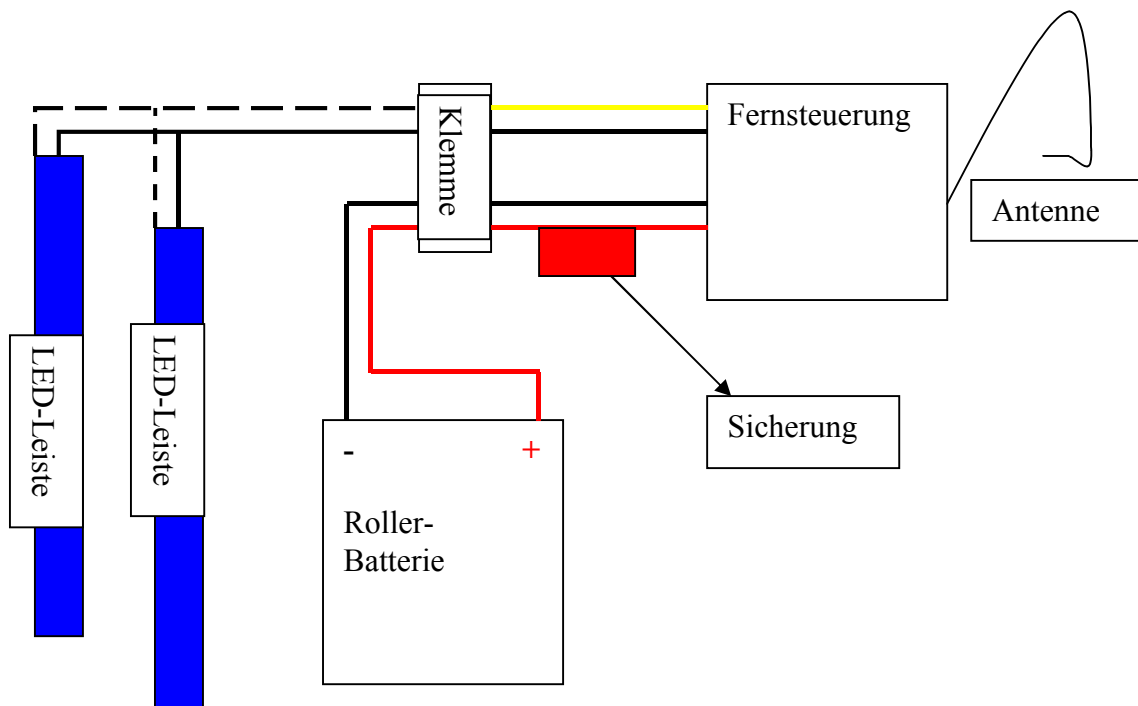 Klemme
Fernsteuerung
Antenne
LED-Leiste
LED-Leiste
Sicherung
- +
Roller-
Batterie